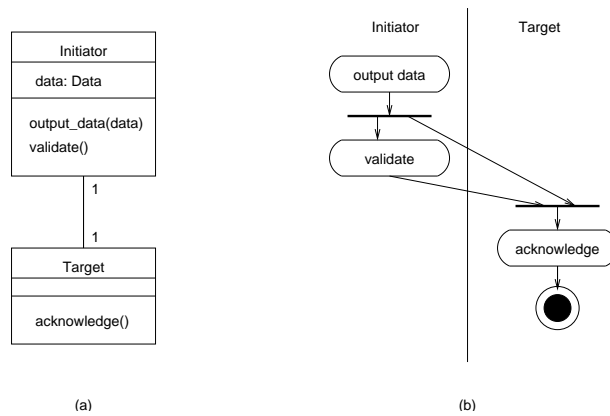 Initiator
data: Data
output_data(data)
validate()
1
1
Target
acknowledge()
(a)
Initiator
Target
output data
validate
acknowledge
(b)